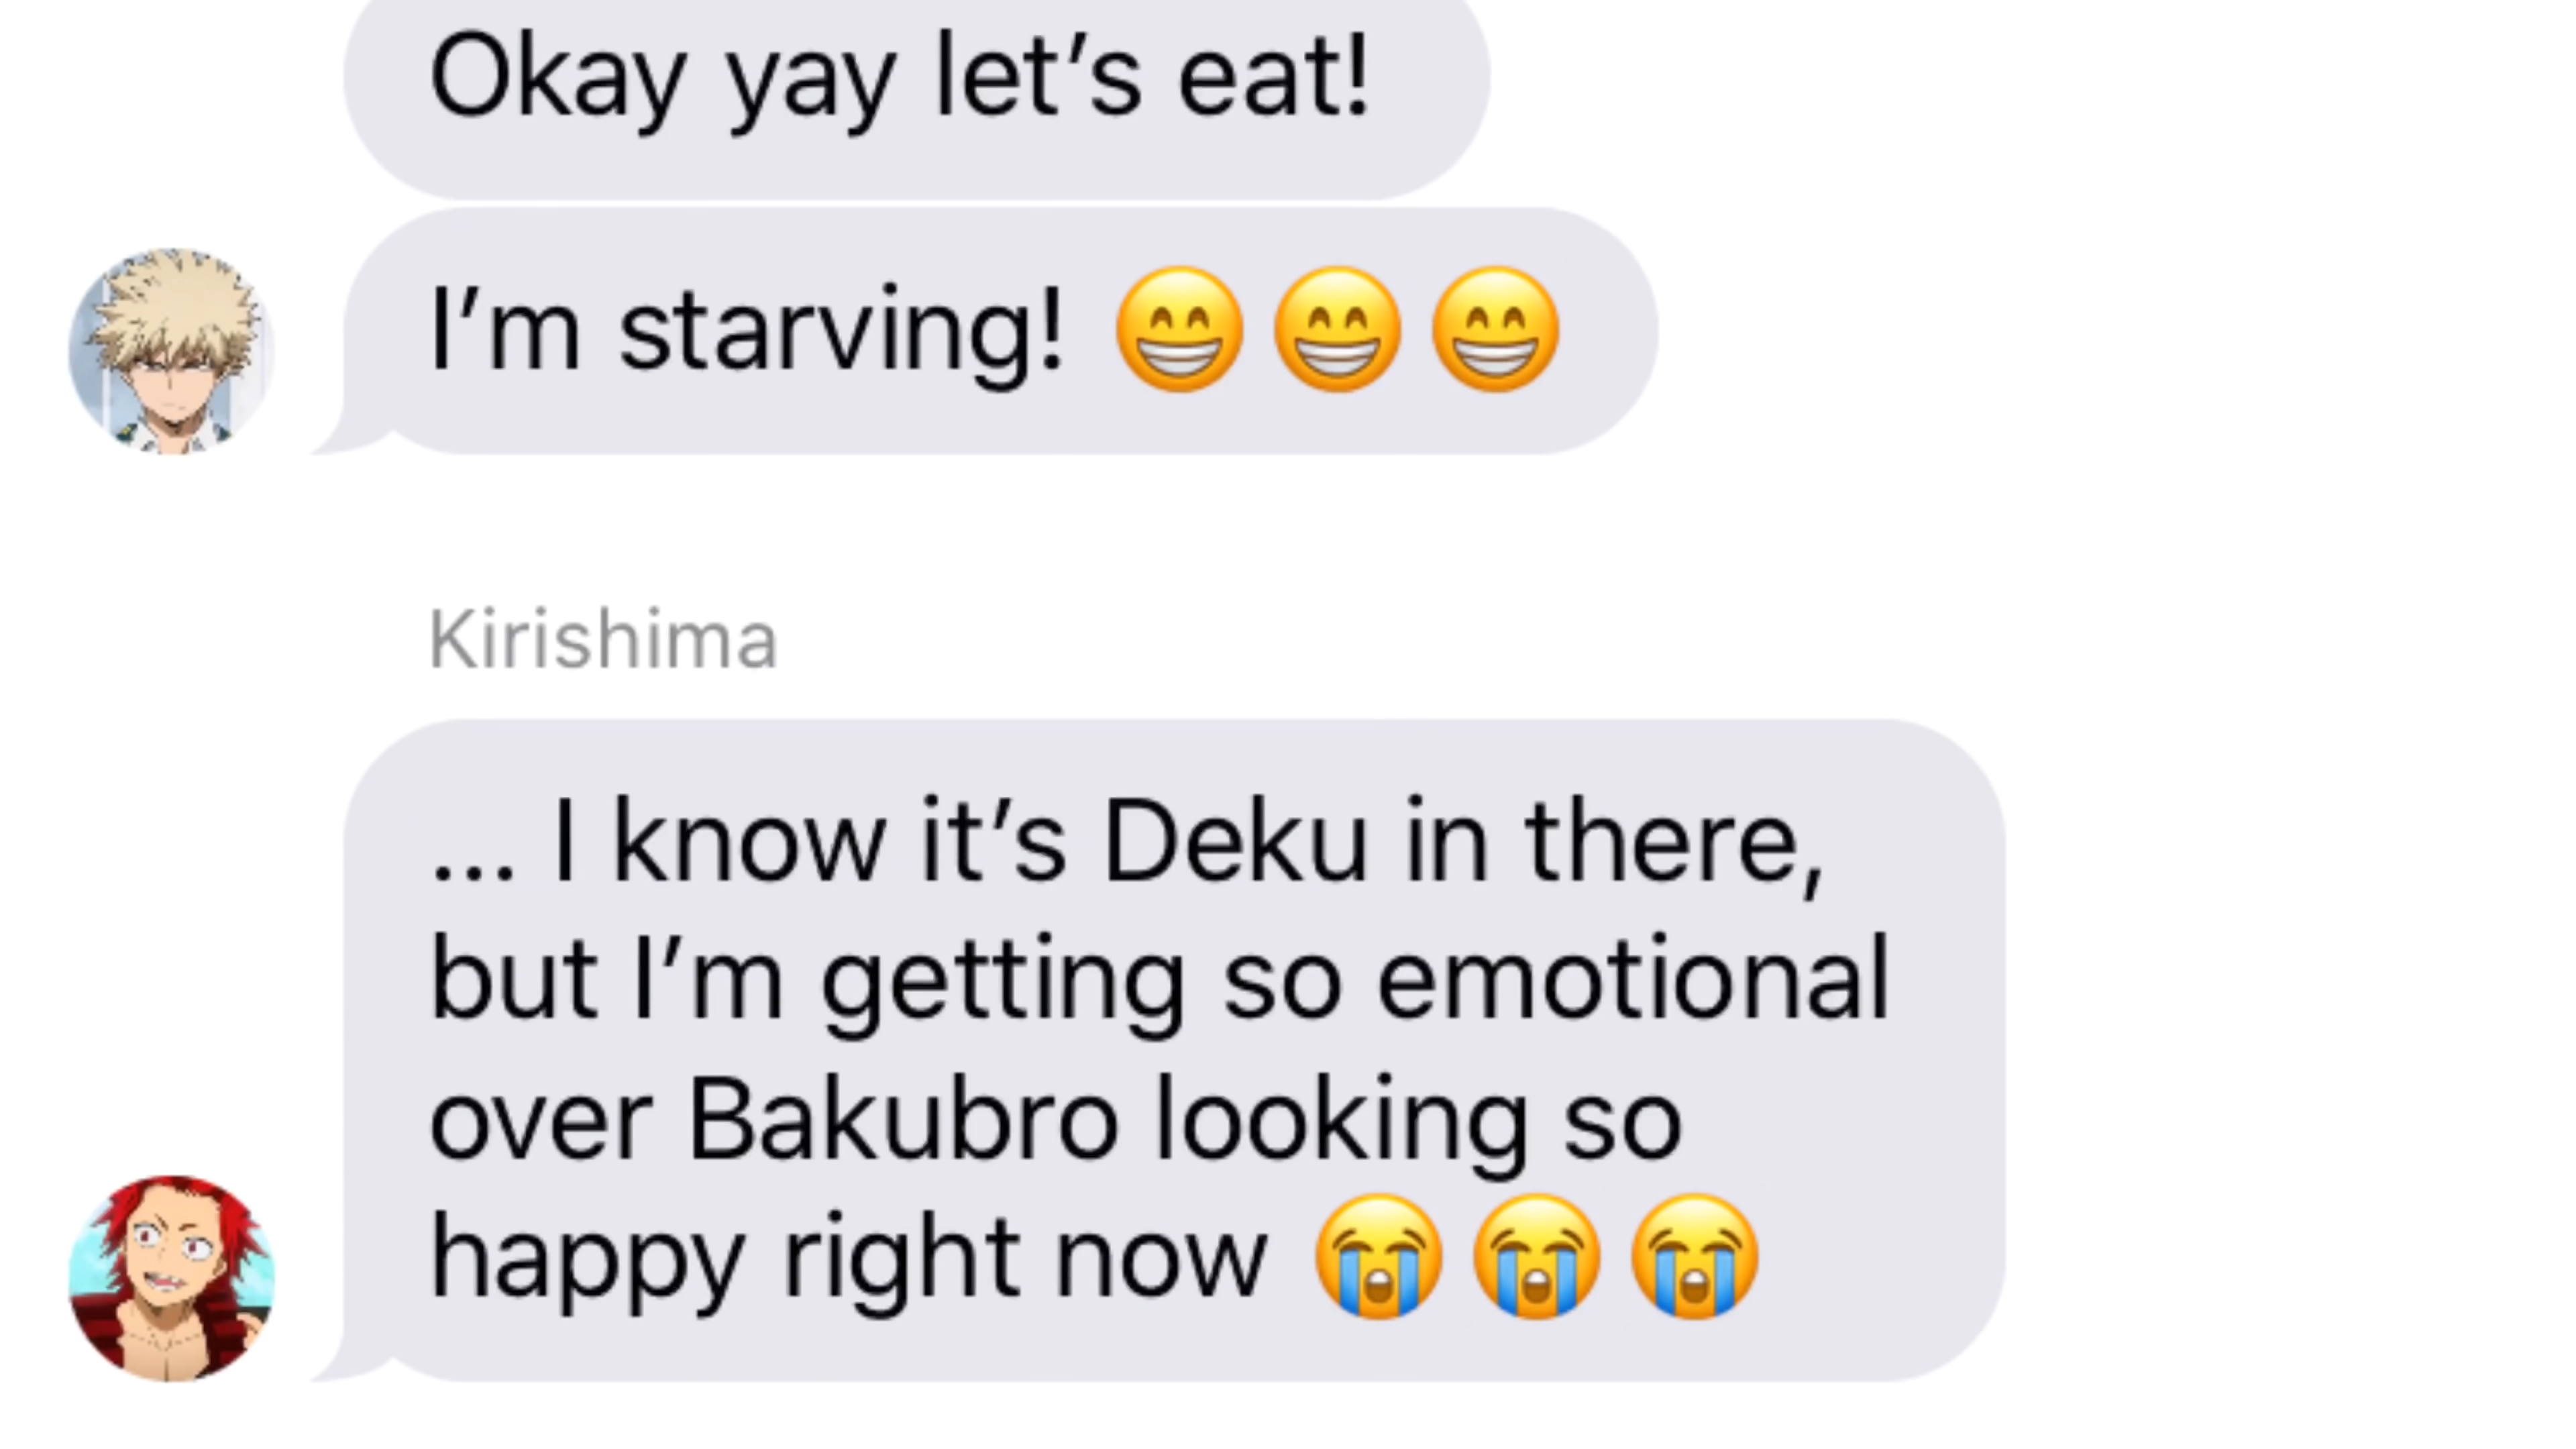 Okay yay let’s eat!
I’m starving! 😁😁😁
Kirishima
... I know it’s Deku in there,
but I’m getting so emotional
over Bakubro looking so
happy right now 😭😭😭